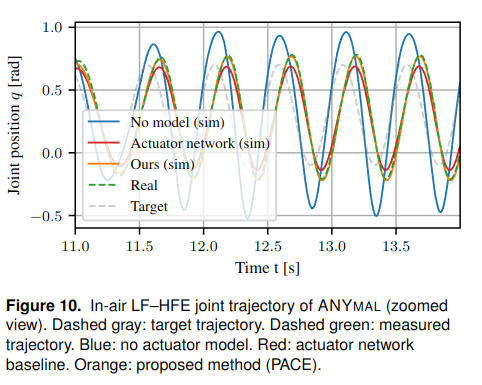 1.0
0.5
0.0
−0.5
Joint position q [rad]
No model (sim)
Actuator network (sim)
Ours (sim)
Real
Target
11.0 11.5 12.0 12.5 13.0 13.5
Time t [s]
Figure 10. In-air LF–HFE joint trajectory of ANYMAL (zoomed
view). Dashed gray: target trajectory. Dashed green: measured
trajectory. Blue: no actuator model. Red: actuator network
baseline. Orange: proposed method (PACE).